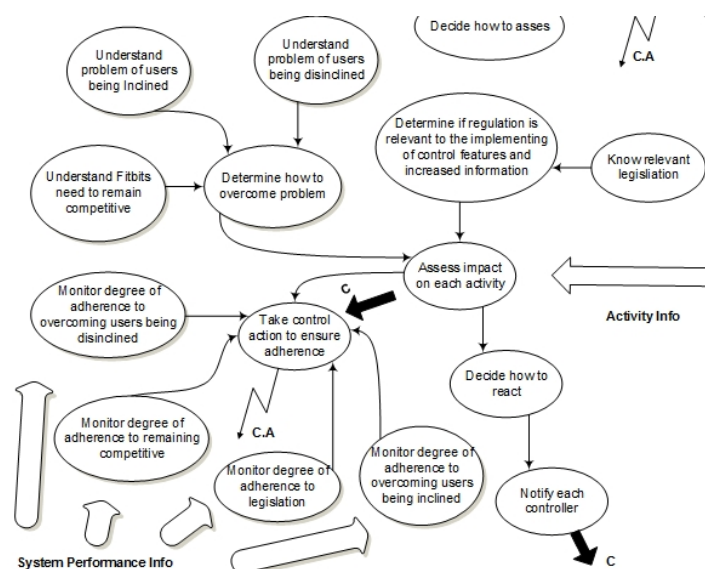 Understand
problem of users
being Inclined
Understand
problem of users
being disinclined
Decide how to asses
C.A
Determine if regulation is
relevant to the implementing
of control features and
increased information
Know relevant
legisliation
Understand Fitbits
need to remain
competitive
Determine how to
overcome problem
Assess impact
on each activity
Activity Info
C
Monitor degree of
adherence to
overcoming users being
disinclined
Take control
action to ensure
adherence
Decide how to
react
C.A
Monitor degree of
adherence to remaining
competitive
Monitor degree of
adherence to
legislation
Monitor degree of
adherence to
overcoming users
being inclined
Notify each
controller
System Performance Info
C